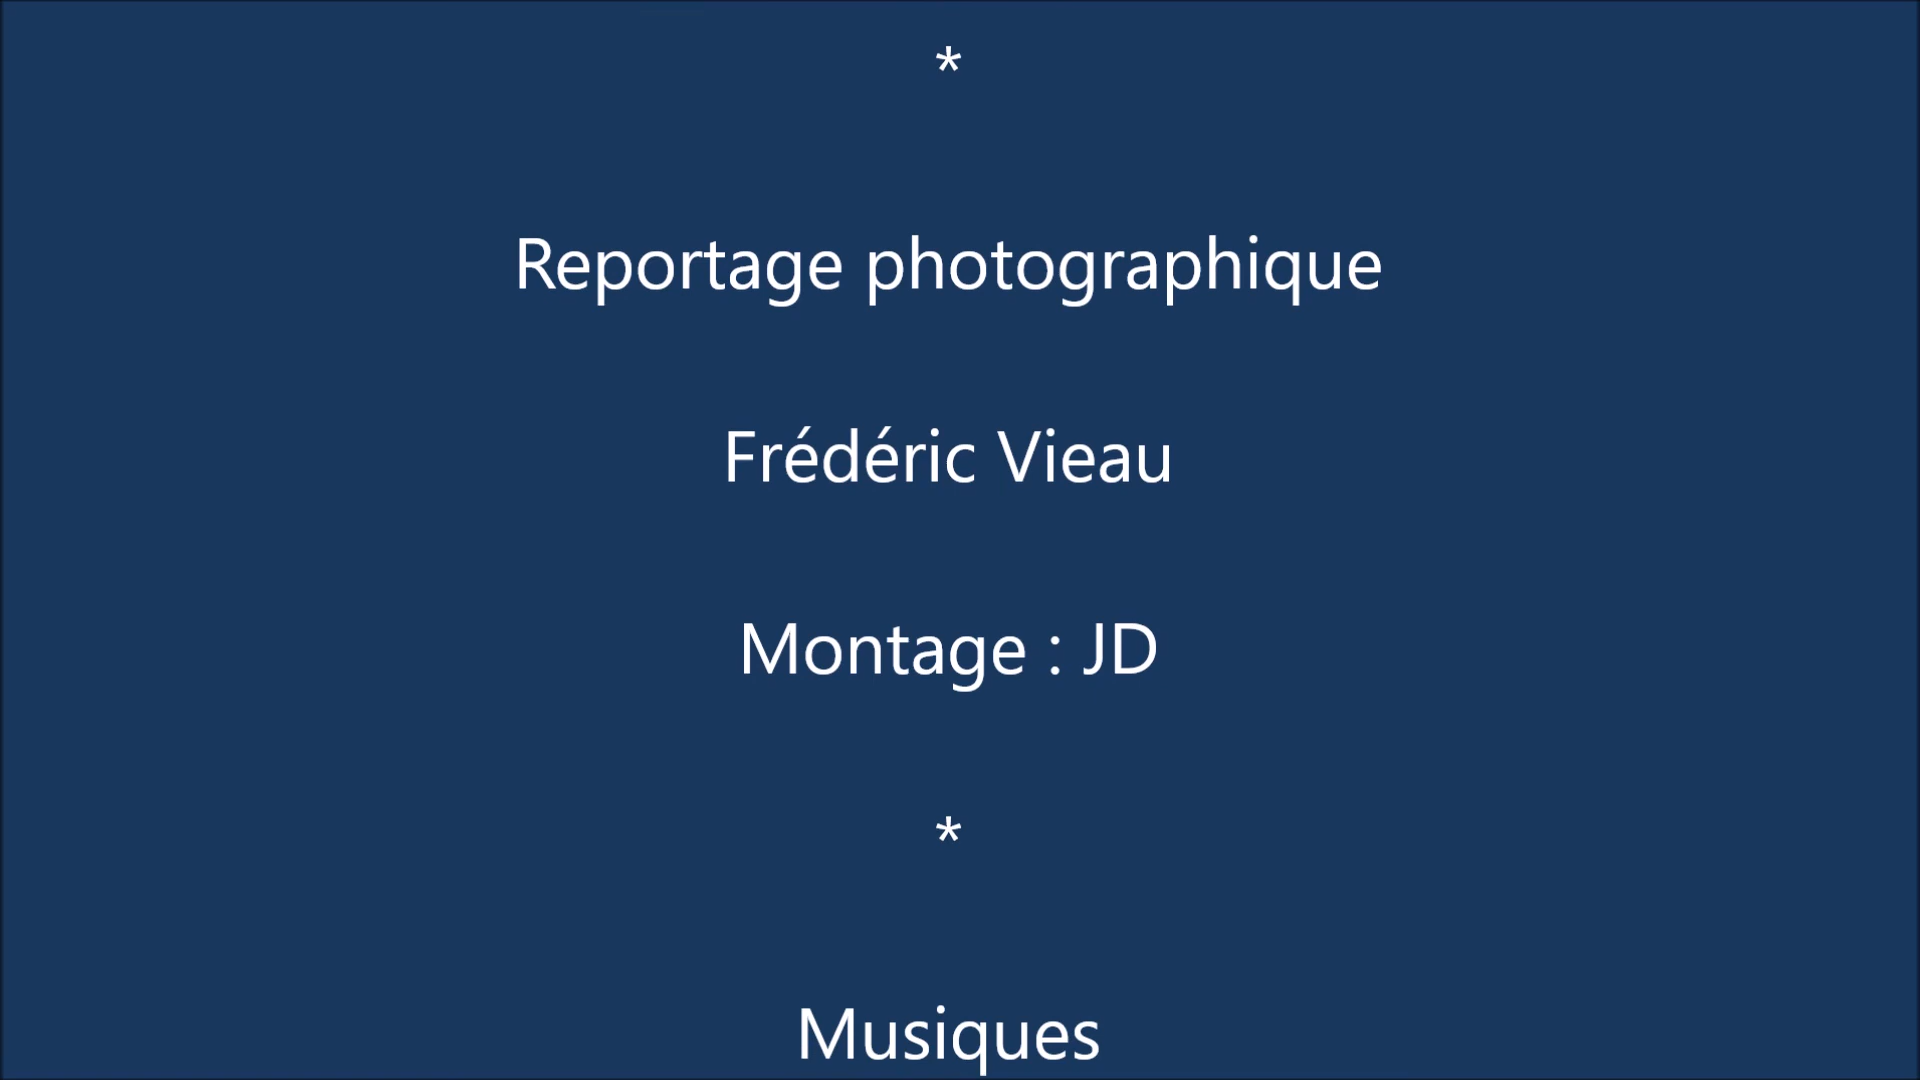 *
Reportage photographique
Frédéric Vieau
Montage : JD
*
Musiques